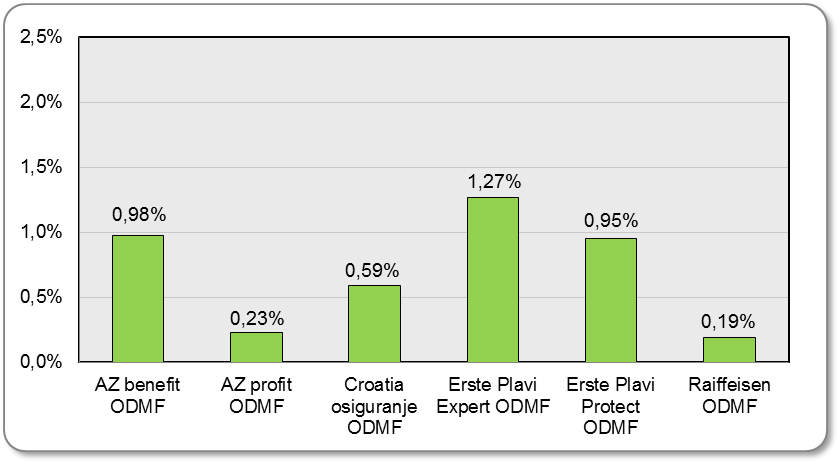 2,5%
2,0%
1,5%
1,0%
0,5%
0,0%
0,98%
0,23%
0,59%
1,27%
0,95%
0,19%
AZ benefit
ODMF
AZ profit
ODMF
Croatia
osiguranje
ODMF
Erste Plavi
Expert ODMF
Erste Plavi
Protect
ODMF
Raiffeisen
ODMF